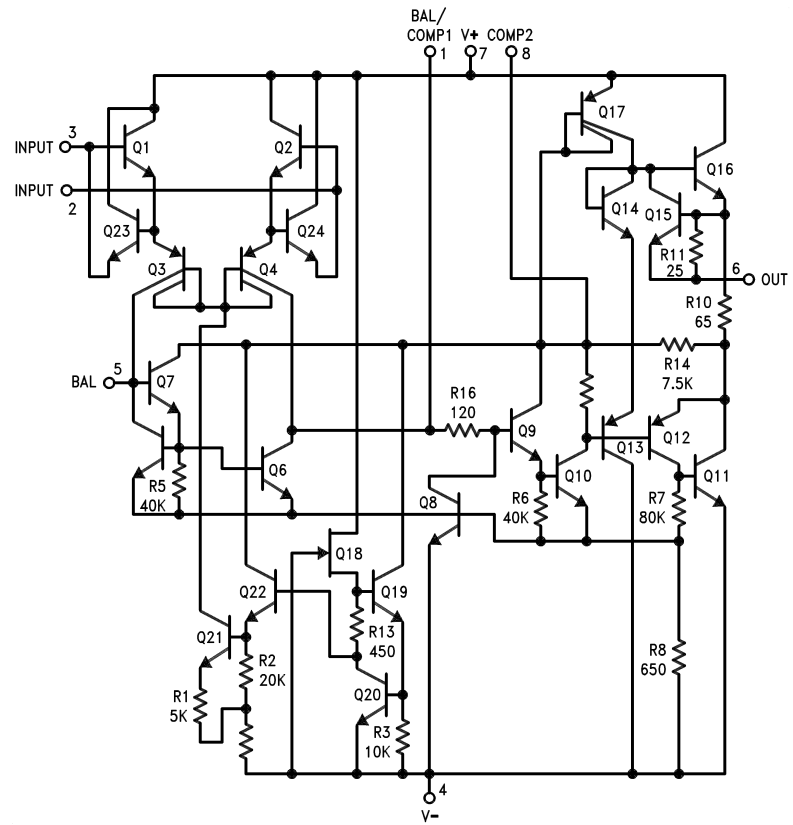 BAL/
COMP1 V+ COMP2
1 7 8
Q17
3
INPUT Q1 Q2 Q16
INPUT
2
Q23 Q24 Q14 Q15
R11
25
Q3 Q4
6
OUT
R10
65
5
BAL Q7
R14
7.5K
R16
120
Q9 Q13 Q12
Q6 Q10 Q11
R5
40K
Q8 R6
40K
R7
80K
Q18
Q22 Q19
Q21 R13
450
R2
20K
R8
650
R1
5K
Q20
R3
10K
4
V-